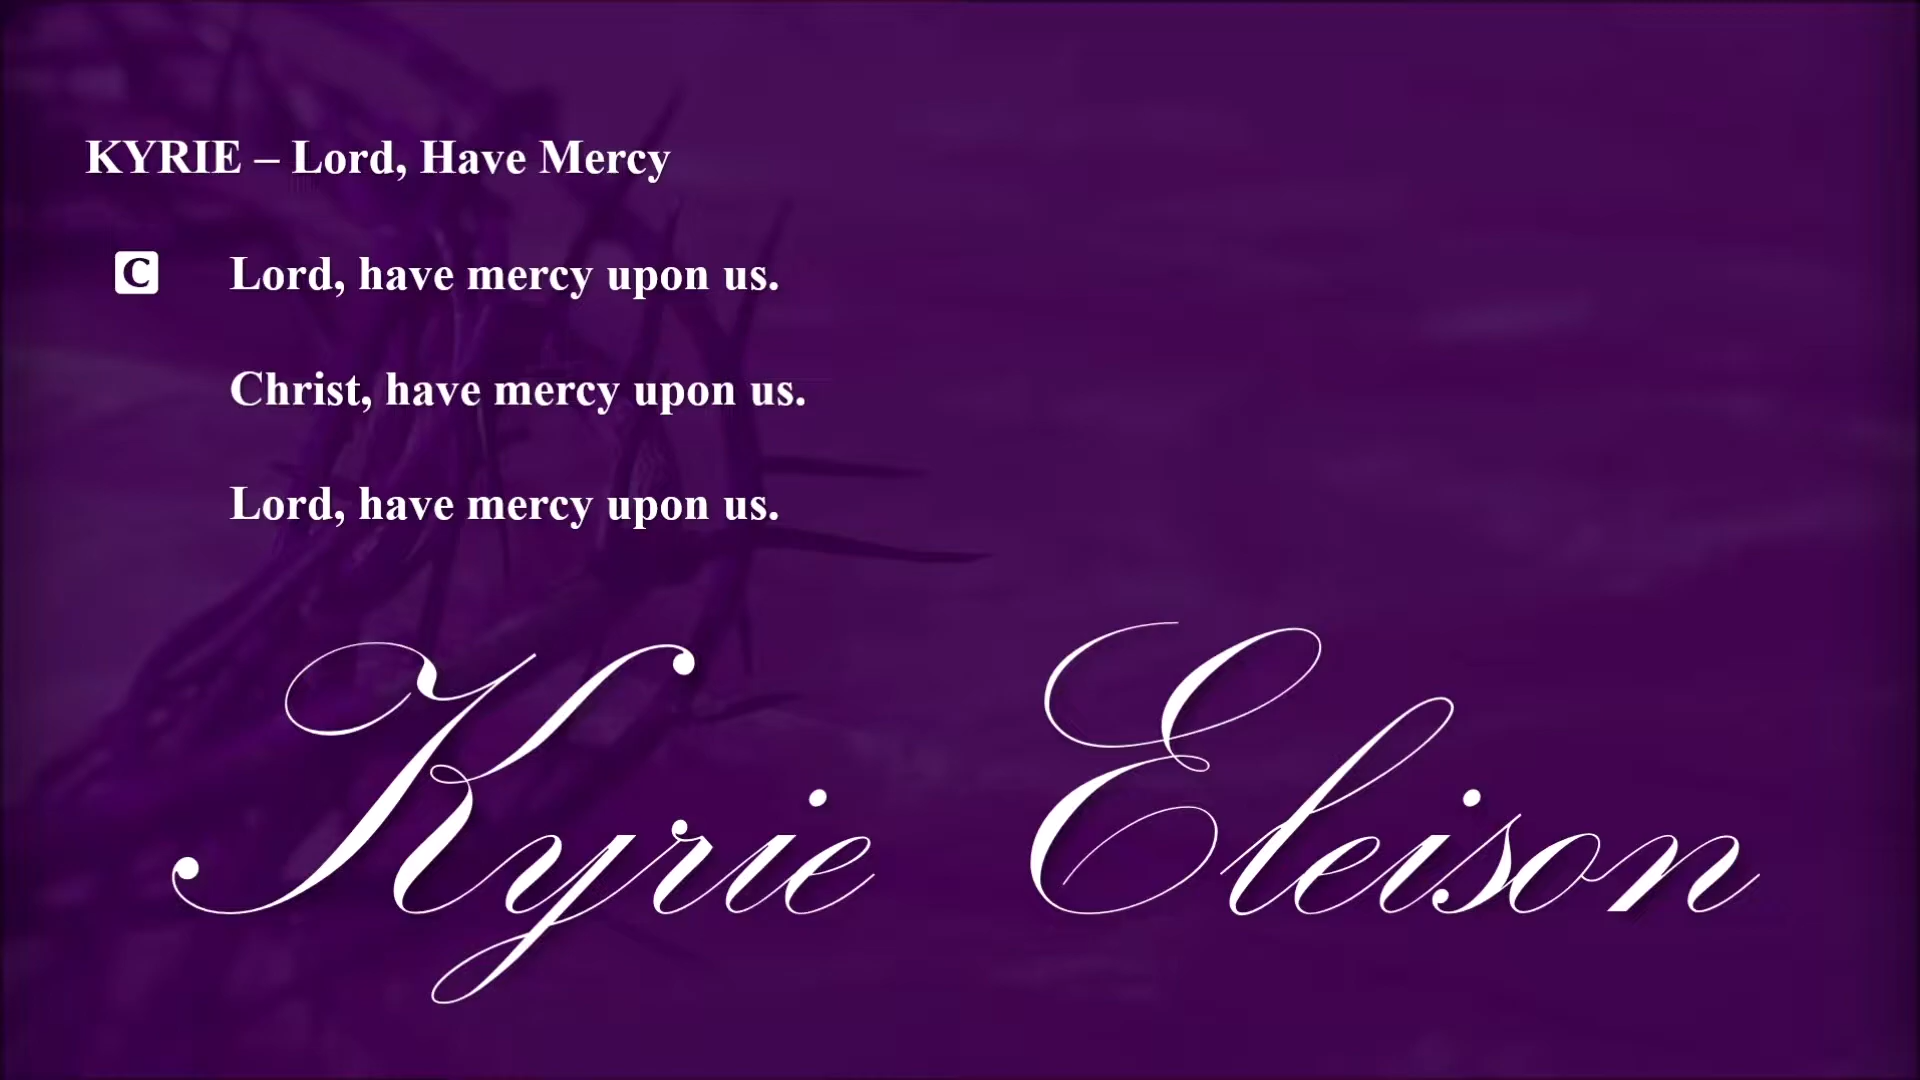 KYRIE – Lord, Have Mercy
C Lord, have mercy upon us.
Christ, have mercy upon us.
Lord, have mercy upon us.
Kyrie Eleison